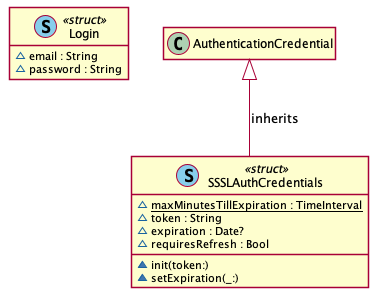 S «struct»
Login
email : String
password : String
C AuthenticationCredential
inherits
S «struct»
SSSLAuthCredentials
maxMinutesTillExpiration : TimeInterval
token : String
expiration : Date?
requiresRefresh : Bool
init(token:)
setExpiration(_:)